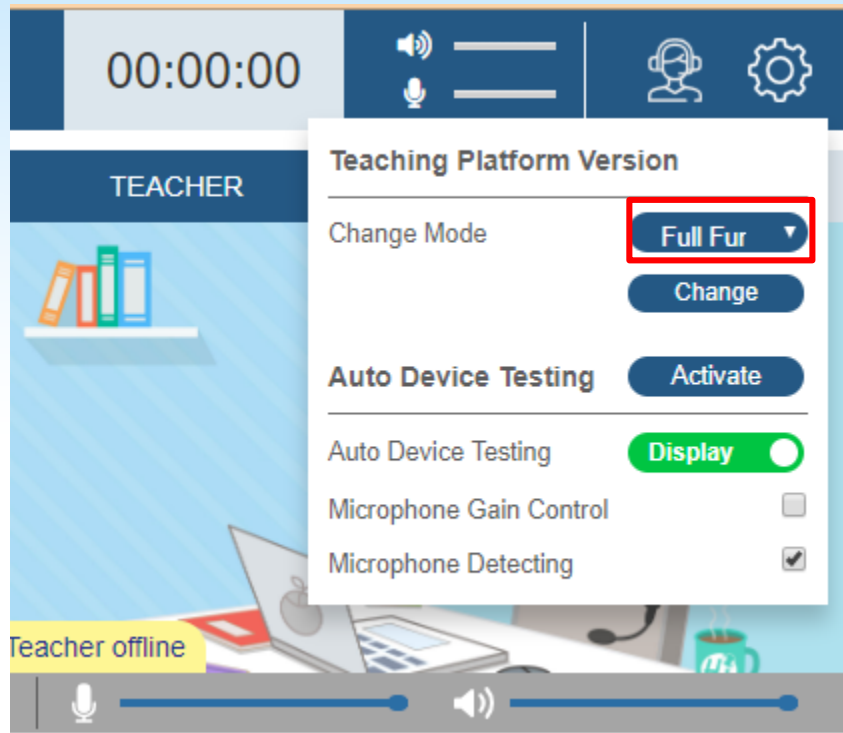 00:00:00
TEACHER
Teaching Platform Version
Change Mode
Full Fur
Change
Auto Device Testing
Activate
Auto Device Testing
Display
Microphone Gain Control
Microphone Detecting
Teacher offline